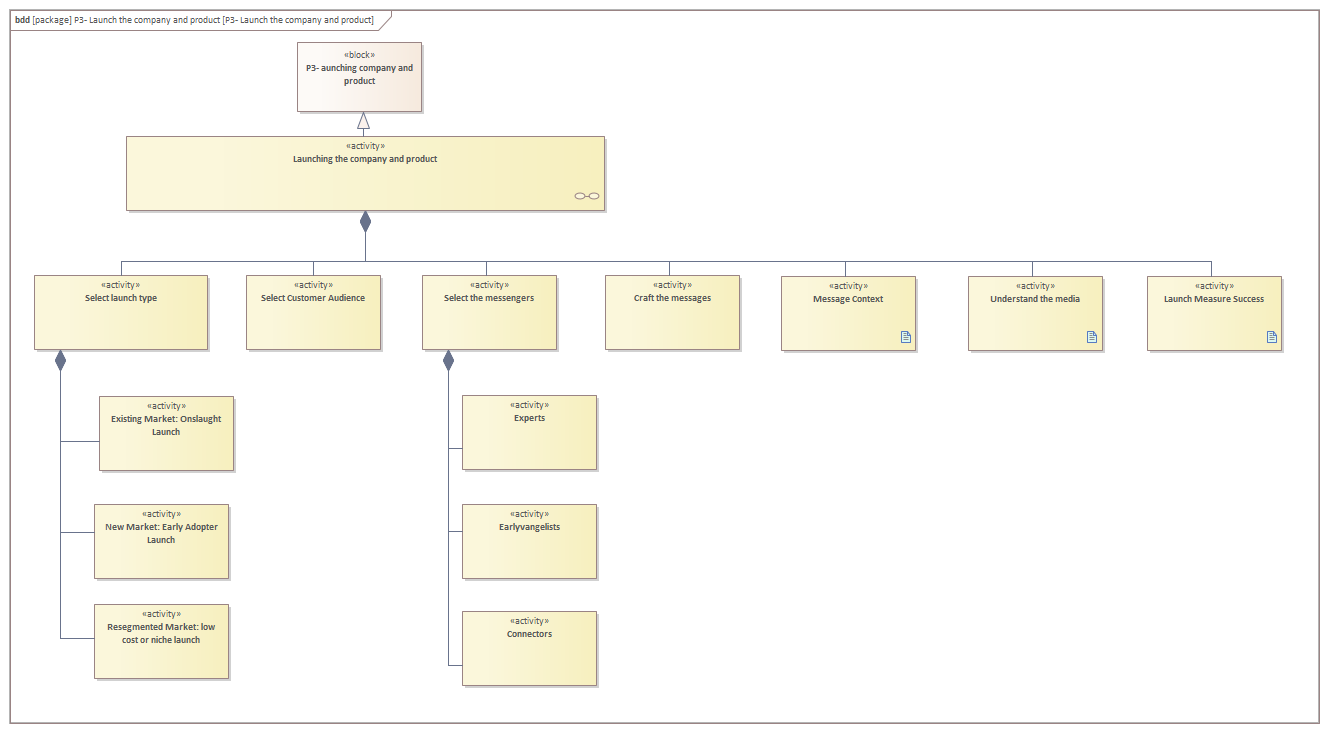 bdd [package] P3- Launch the company and product [P3- Launch the company and product]
«block»
P3- aunching company and
product
«activity»
Launching the company and product
«activity»
Select launch type
«activity»
Select Customer Audience
«activity»
Select the messengers
«activity»
Craft the messages
«activity»
Message Context
«activity»
Understand the media
«activity»
Launch Measure Success
«activity»
Existing Market: Onslaught
Launch
«activity»
New Market: Early Adopter
Launch
«activity»
Resegmented Market: low
cost or niche launch
«activity»
Experts
«activity»
Earlyvangelists
«activity»
Connectors